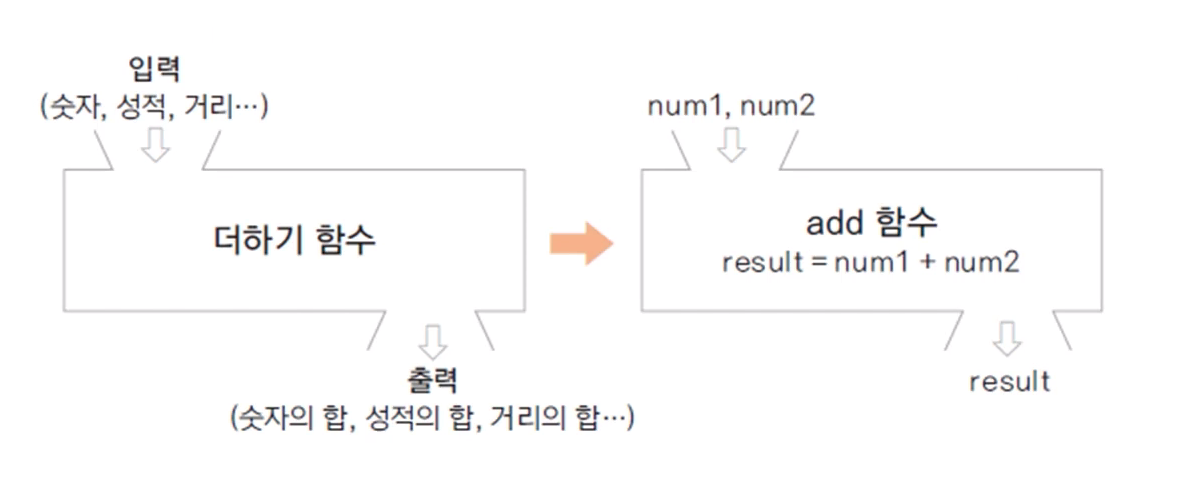 입력
(숫자, 성적, 거리…)
더하기 함수
출력
(숫자의 합, 성적의 합, 거리의 합…)
num1, num2
add 함수
result = num1 + num2
result